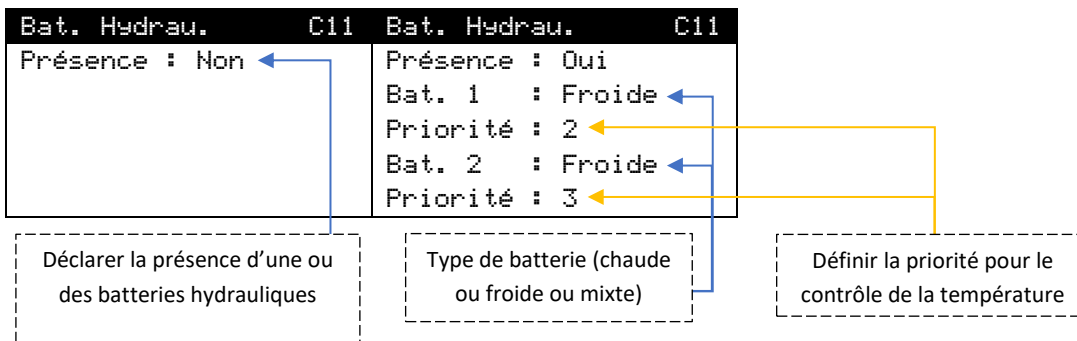 Bat. Hydrau. C11
Présence : Non
Bat. Hydrau. C11
Présence : Oui
Bat. 1 : Froide
Priorité : 2
Bat. 2 : Froide
Priorité : 3
Déclarer la présence d’une ou
des batteries hydrauliques
Type de batterie (chaude
ou froide ou mixte)
Définir la priorité pour le
contrôle de la température